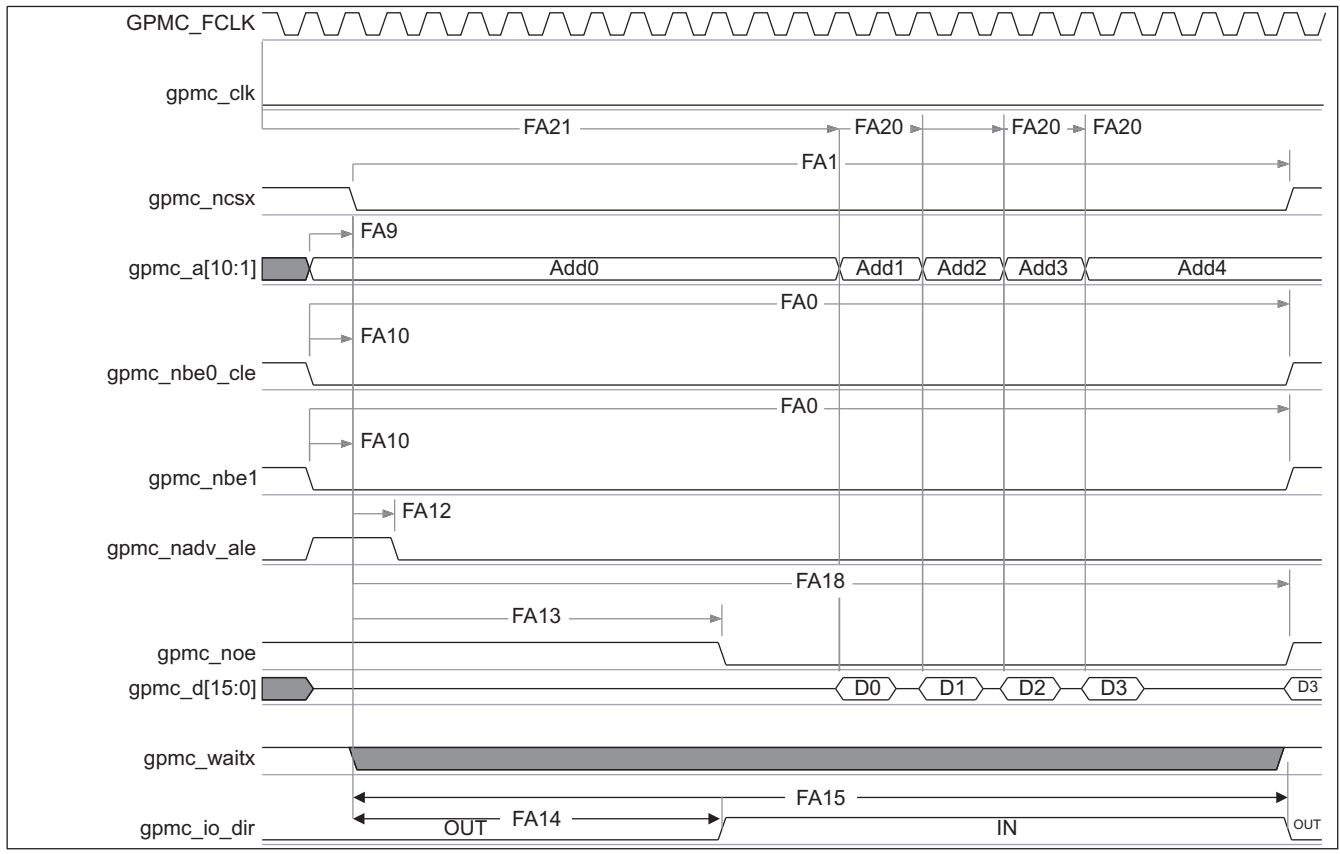 GPMC_FCLK
gpmc_clk
FA21 FA20 FA20 FA20
FA1
gpmc_ncsx
FA9
gpmc_a[10:1] Add0 Add1 Add2 Add3 Add4
FA0
FA10
gpmc_nbe0_cle
FA0
FA10
gpmc_nbe1
FA12
gpmc_nadv_ale
FA18
FA13
gpmc_noe
gpmc_d[15:0] D0 D1 D2 D3 D3
gpmc_waitx
FA15
FA14
gpmc_io_dir OUT IN OUT